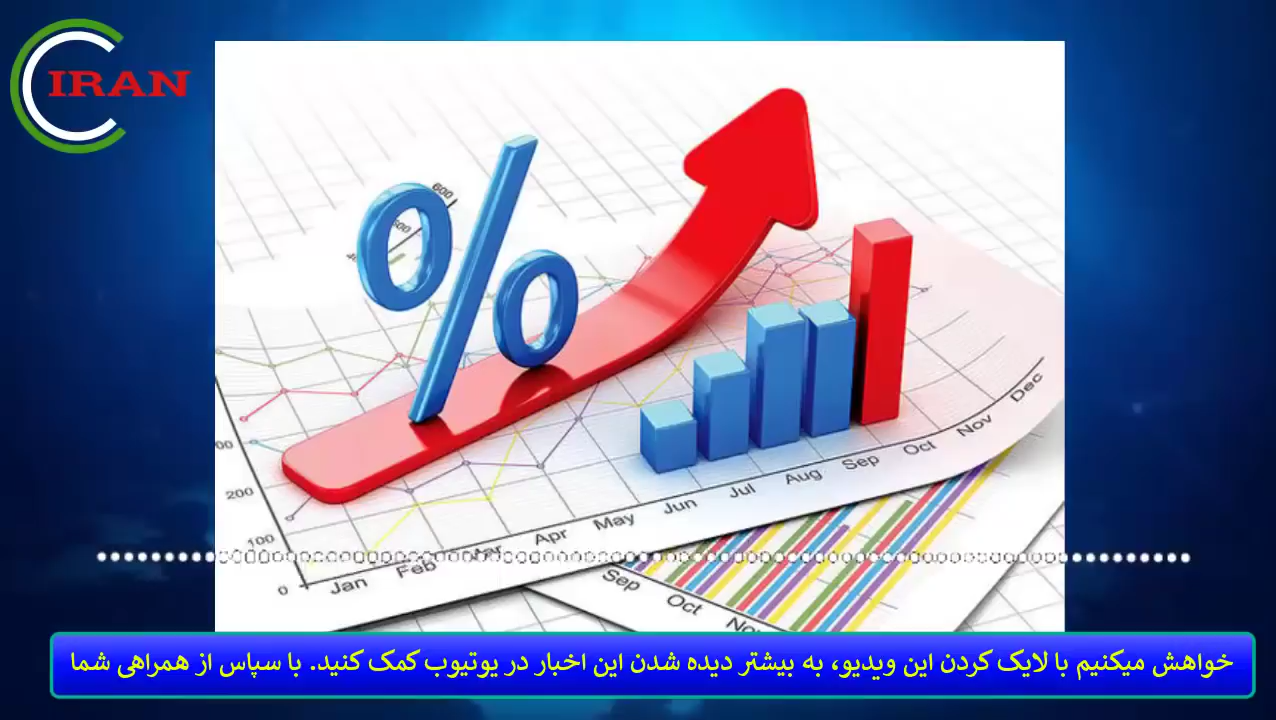 IRAN
%
600
500
200
100
0
Jan
Feb
Apr
May
Jun
Jul
Aug
Sep
Oct
Nov
Dec
Sep
Oct
خواهش میکنیم با لایک کردن این ویدیو، به بیشتر دیده شدن این اخبار در یوتیوب کمک کنید. با سپاس از همراهی شما